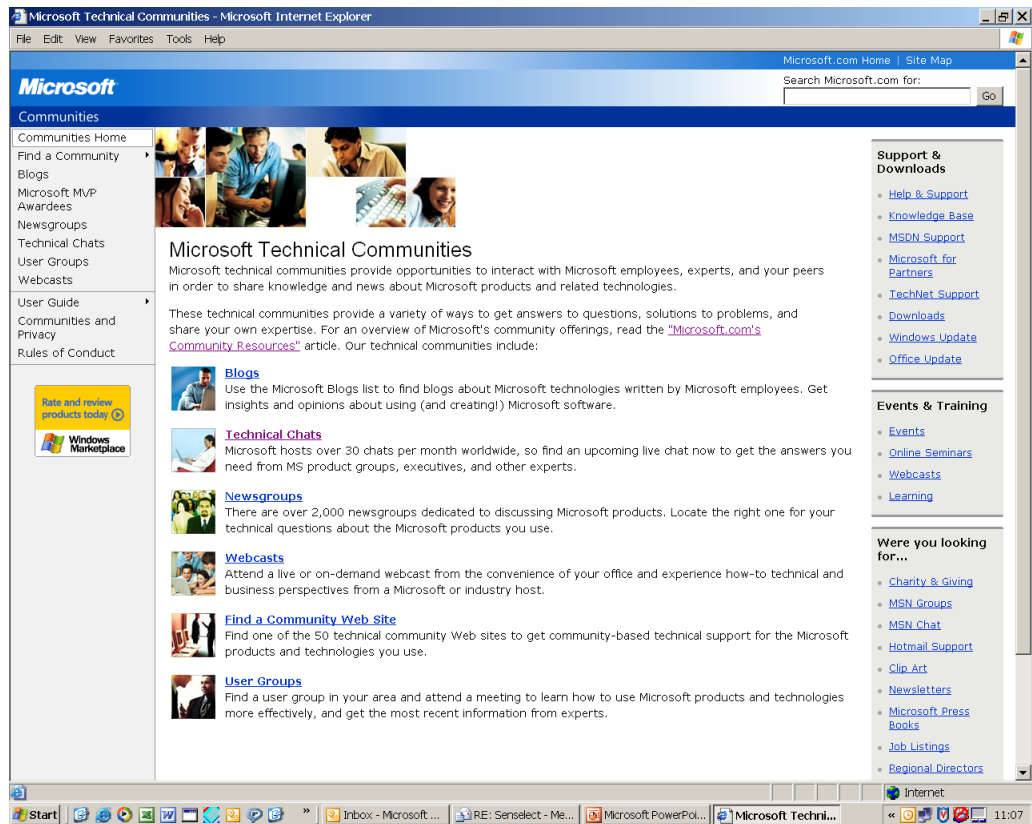 Microsoft Technical Communities - Microsoft Internet Explorer
File Edit View Favorites Tools Help
Microsoft.com Home | Site Map
Microsoft
Search Microsoft.com for:
Go
Communities
Communities Home
Find a Community
Blogs
Microsoft MVP
Awardees
Newsgroups
Technical Chats
User Groups
Webcasts
User Guide
Communities and
Privacy
Rules of Conduct
Rate and review
products today
Windows
Marketplace
Microsoft Technical Communities
Microsoft technical communities provide opportunities to interact with Microsoft employees, experts, and your peers
in order to share knowledge and news about Microsoft products and related technologies.
These technical communities provide a variety of ways to get answers to questions, solutions to problems, and
share your own expertise. For an overview of Microsoft's community offerings, read the "Microsoft.com's
Community Resources" article. Our technical communities include:
Blogs
Use the Microsoft Blogs list to find blogs about Microsoft technologies written by Microsoft employees. Get
insights and opinions about using (and creating!) Microsoft software.
Technical Chats
Microsoft hosts over 30 chats per month worldwide, so find an upcoming live chat now to get the answers you
need from MS product groups, executives, and other experts.
Newsgroups
There are over 2,000 newsgroups dedicated to discussing Microsoft products. Locate the right one for your
technical questions about the Microsoft products you use.
Webcasts
Attend a live or on-demand webcast from the convenience of your office and experience how-to technical and
business perspectives from a Microsoft or industry host.
Find a Community Web Site
Find one of the 50 technical community Web sites to get community-based technical support for the Microsoft
products and technologies you use.
User Groups
Find a user group in your area and attend a meeting to learn how to use Microsoft products and technologies
more effectively, and get the most recent information from experts.
Support &
Downloads
Help & Support
Knowledge Base
MSDN Support
Microsoft for
Partners
TechNet Support
Downloads
Windows Update
Office Update
Events & Training
Events
Online Seminars
Webcasts
Learning
Were you looking
for...
Charity & Giving
MSN Groups
MSN Chat
Hotmail Support
Clip Art
Newsletters
Microsoft Press
Books
Job Listings
Regional Directors
Internet
Start
Inbox - Microsoft ...
RE: Senselect - Me...
Microsoft PowerPoi...
Microsoft Techni...
11:07